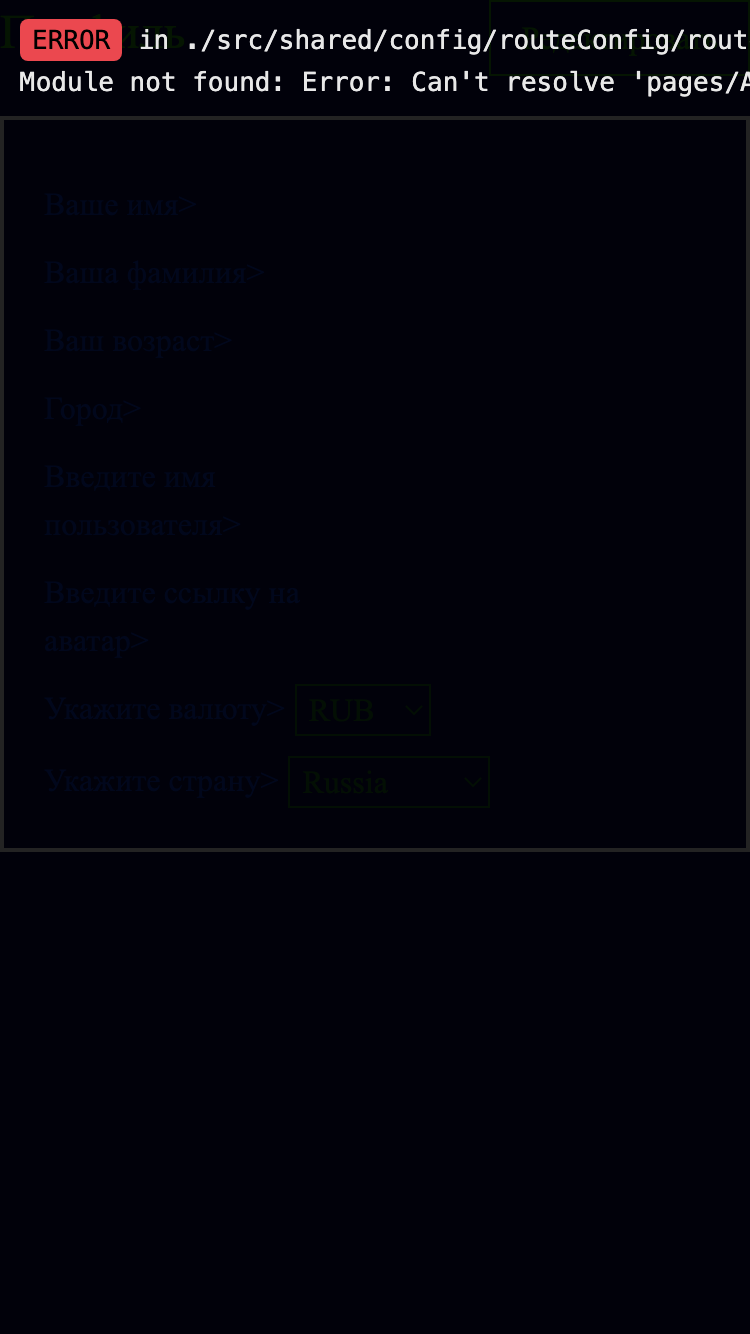 ERROR in ./src/shared/config/routeConfig/rout
Module not found: Error: Can't resolve 'pages/A
Ваше имя>
Ваша фамилия>
Ваш возраст>
Город>
Введите имя
пользователя>
Введите ссылку на
аватар>
Укажите валюту> RUB
Укажите страну> Russia